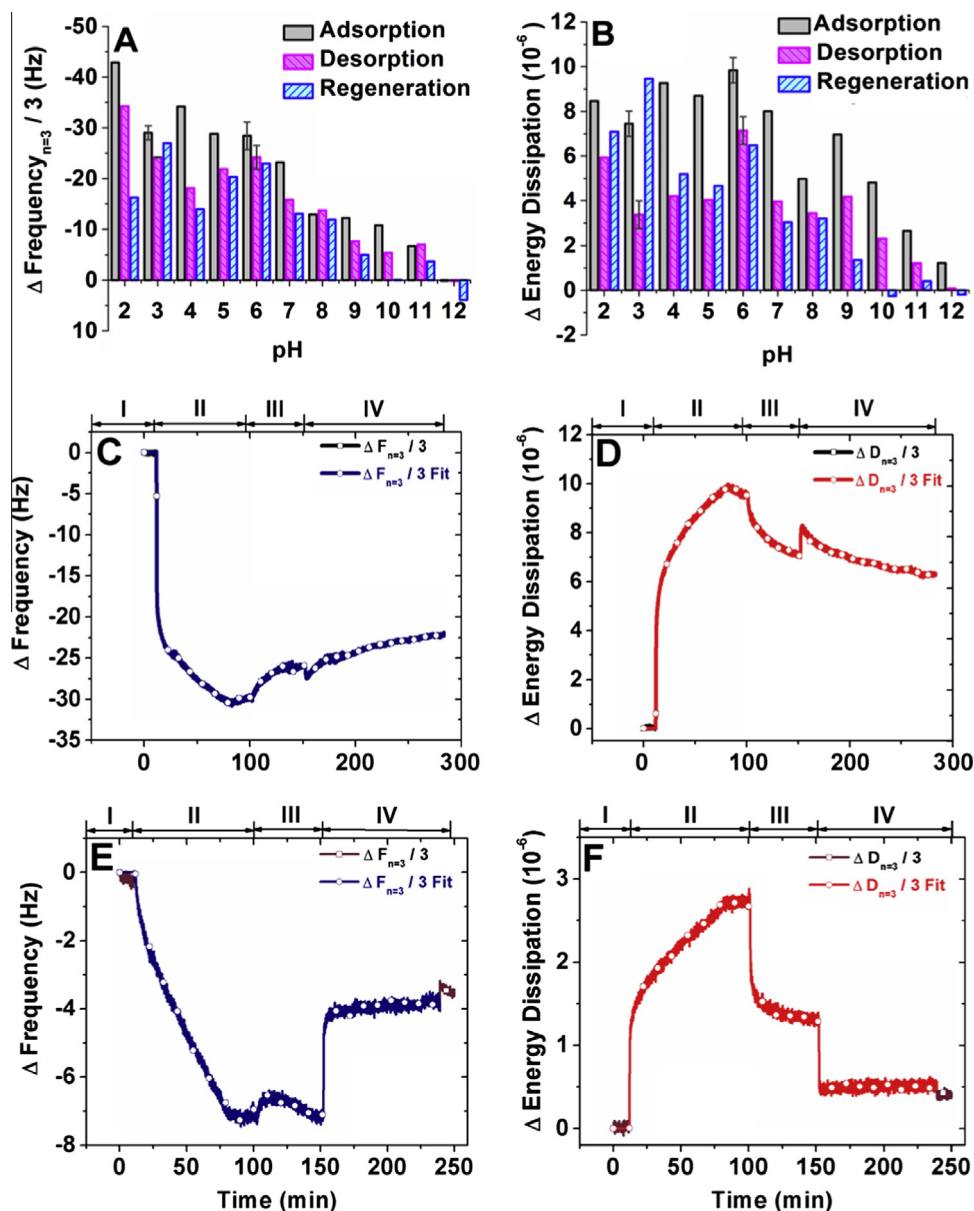 A
Adsorption
Desorption
Regeneration
Δ Frequency n=3 / 3 (Hz)
-50
-40
-30
-20
-10
0
10
2 3 4 5 6 7 8 9 10 11 12
pH
B
Adsorption
Desorption
Regeneration
Δ Energy Dissipation (10-6)
12
10
8
6
4
2
0
-2
2 3 4 5 6 7 8 9 10 11 12
pH
I II III IV
C
Δ F n=3 / 3
Δ F n=3 / 3 Fit
Δ Frequency (Hz)
0
-5
-10
-15
-20
-25
-30
-35
0 100 200 300
I II III IV
D
Δ D n=3 / 3
Δ D n=3 / 3 Fit
Δ Energy Dissipation (10-6)
12
10
8
6
4
2
0
0 100 200 300
I II III IV
E
Δ F n=3 / 3
Δ F n=3 / 3 Fit
Δ Frequency (Hz)
0
-2
-4
-6
-8
0 50 100 150 200 250
Time (min)
I II III IV
F
Δ D n=3 / 3
Δ D n=3 / 3 Fit
Δ Energy Dissipation (10-6)
3
2
1
0
0 50 100 150 200 250
Time (min)